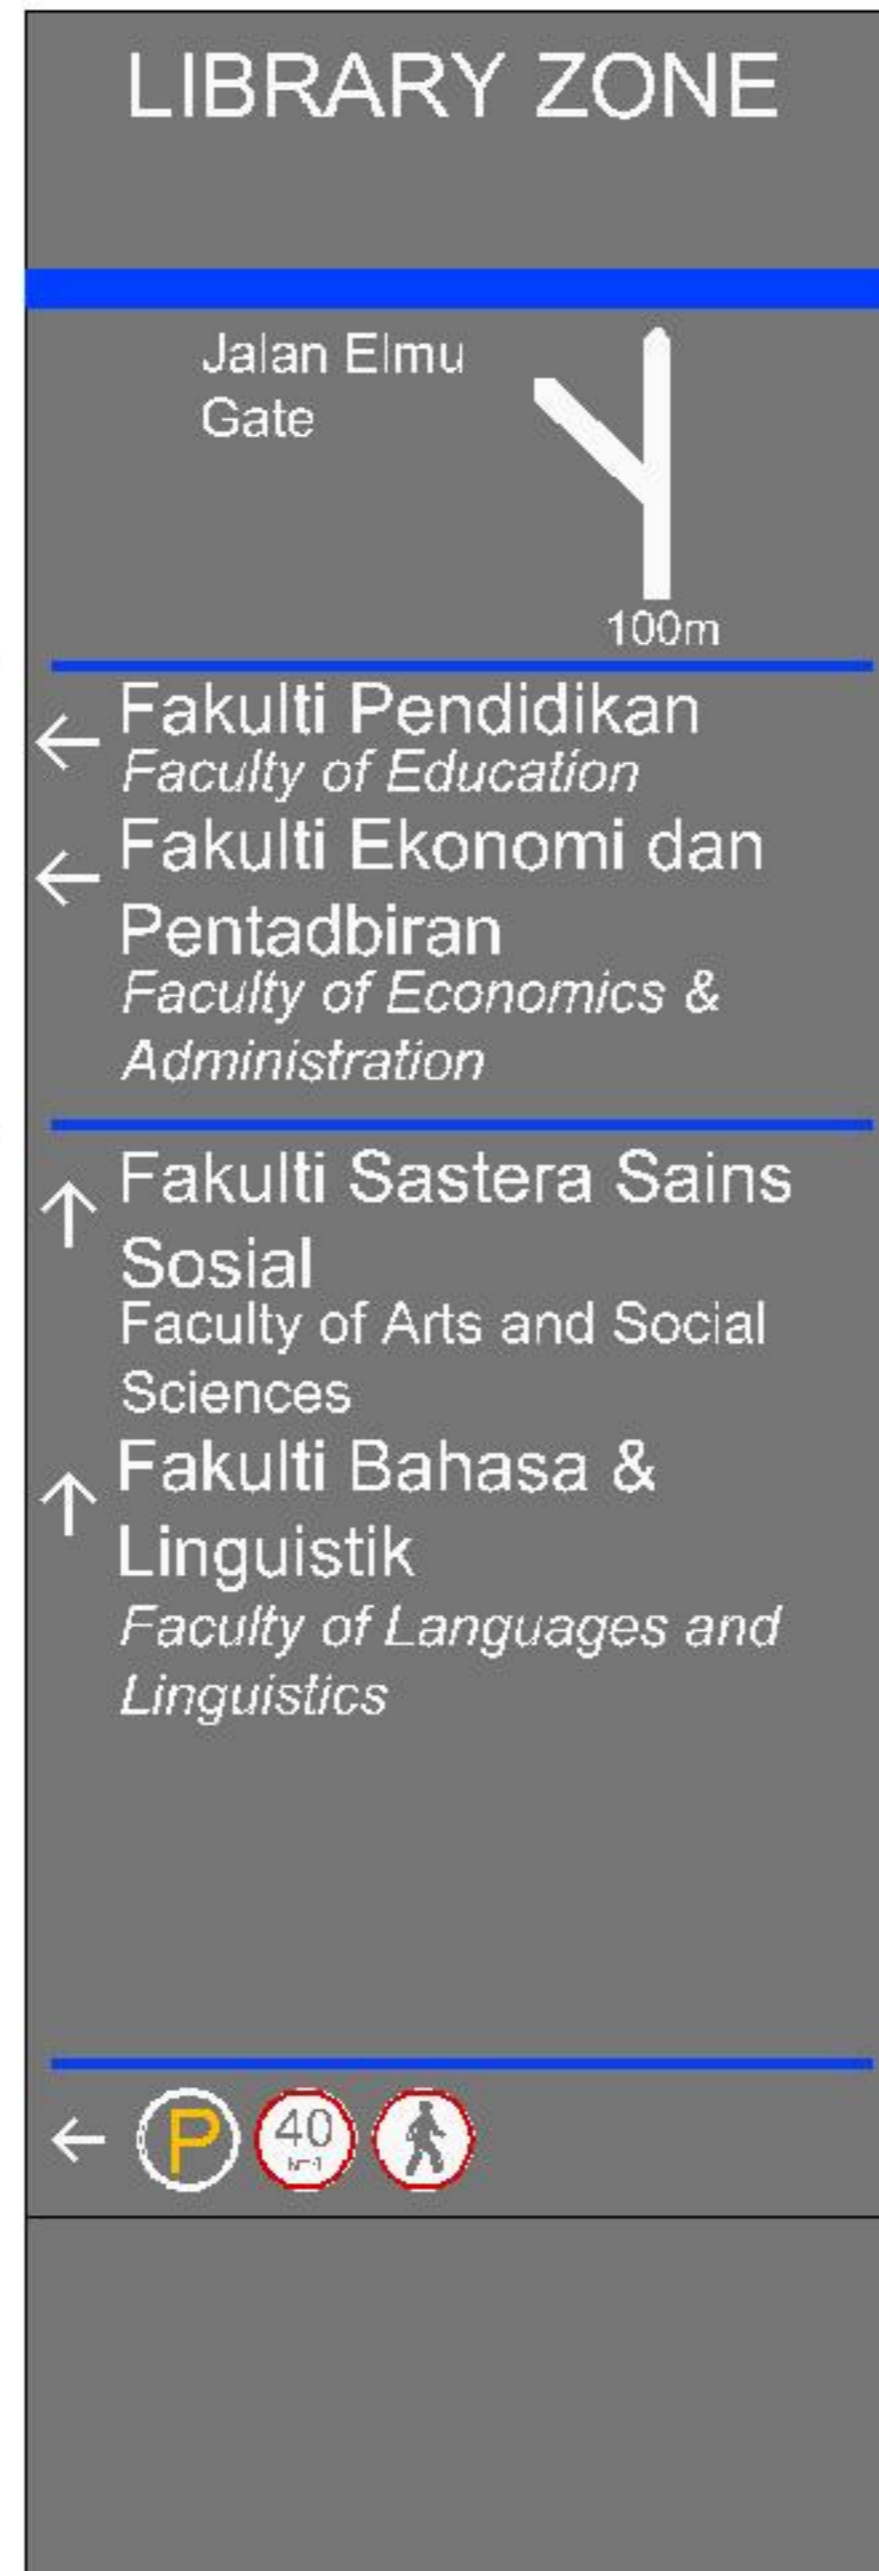 LIBRARY ZONE
Jalan Elmu
Gate
100m
Fakulti Pendidikan
Faculty of Education
Fakulti Ekonomi dan
Pentadbiran
Faculty of Economics &
Administration
Fakulti Sastera Sains
Sosial
Faculty of Arts and Social
Sciences
Fakulti Bahasa &
Linguistik
Faculty of Languages and
Linguistics
P
40